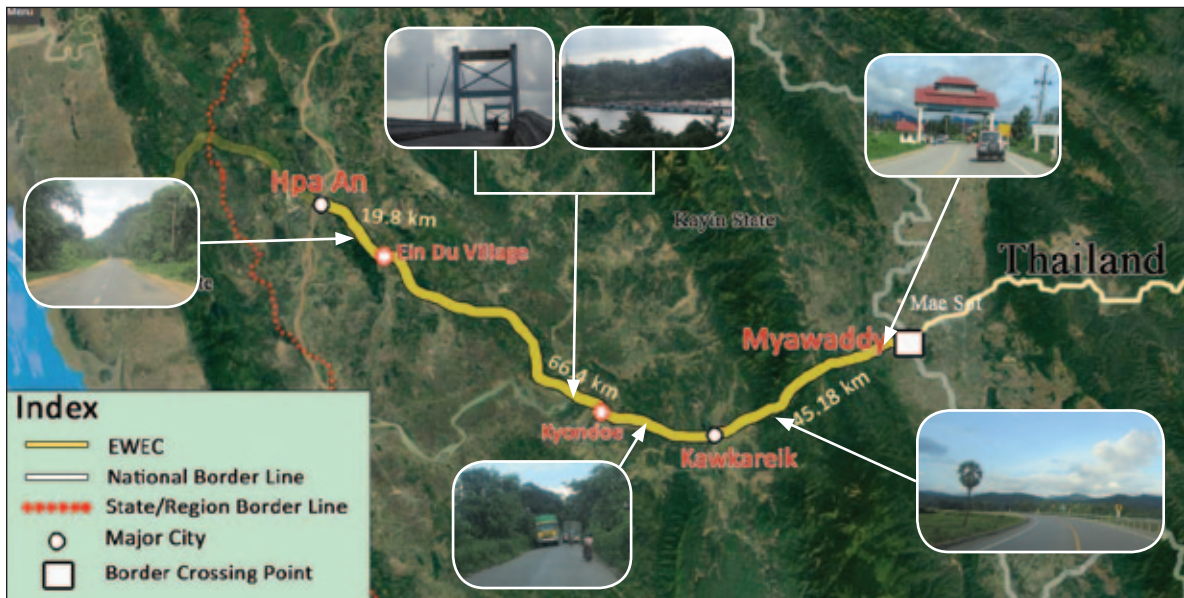 Hpa An
19.8 km
Ein Du Village
Kayin State
Thailand
Mae Sot
Myawaddy
66.4 km
45.18 km
Kyondoe
Kawkareik
Index
EWEC
National Border Line
State/Region Border Line
Major City
Border Crossing Point